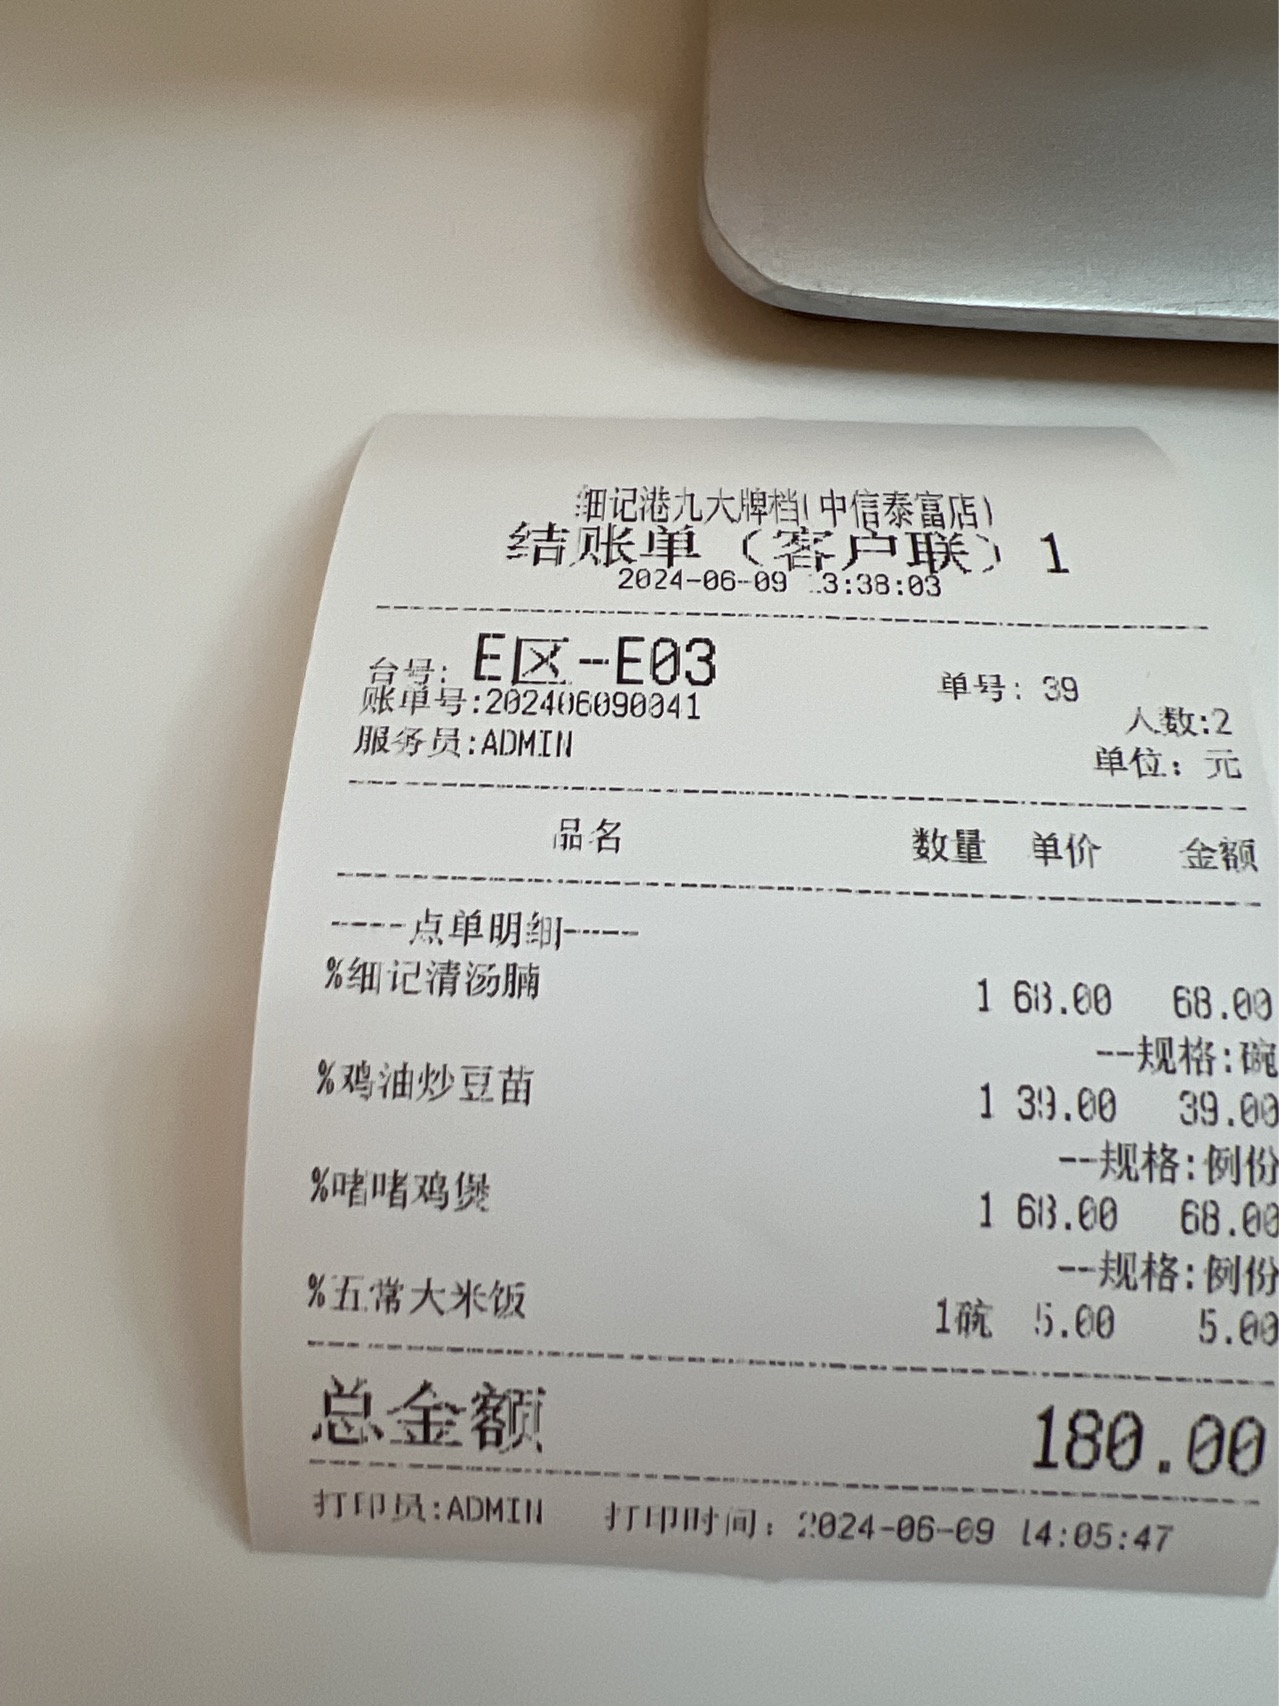 细记港九大牌档(中信泰富店)
结账单（客户联）1
2024-06-09 13:38:03
台号: E区-E03 单号: 39
账单号:202406090041 人数:2
服务员:ADMIN 单位: 元
品名 数量 单价 金额
-----点单明细-----
%细记清汤腩
1 68.00 68.00
--规格:碗
%鸡油炒豆苗
1 39.00 39.00
--规格:例份
%啫啫鸡煲
1 68.00 68.00
--规格:例份
%五常大米饭
1碗 5.00 5.00
总金额 180.00
打印员:ADMIN 打印时间: 2024-06-09 14:05:47